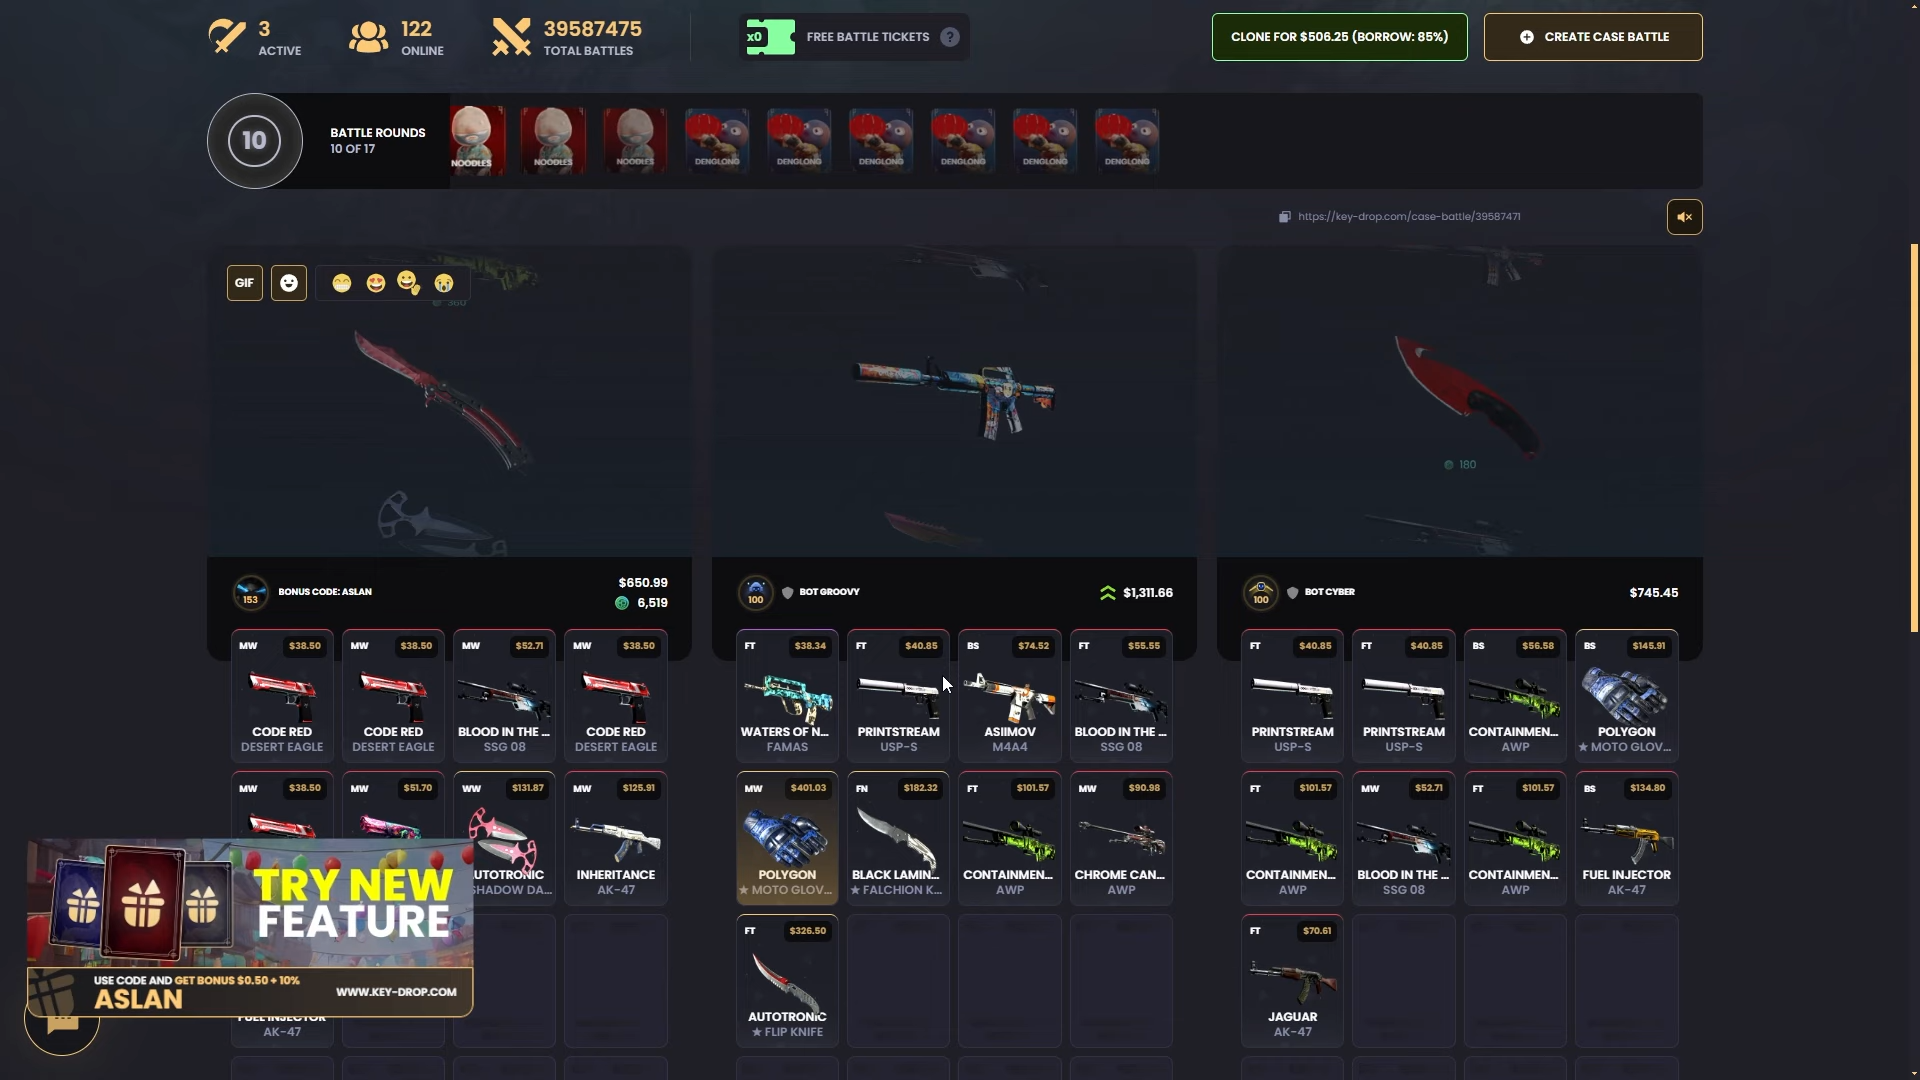 3
ACTIVE
122
ONLINE
39587475
TOTAL BATTLES
x0
FREE BATTLE TICKETS ?
CLONE FOR $506.25 (BORROW: 85%)
CREATE CASE BATTLE
10
BATTLE ROUNDS
10 OF 17
NOODLES NOODLES NOODLES DENGLONG DENGLONG DENGLONG DENGLONG DENGLONG DENGLONG
https://key-drop.com/case-battle/39587471
GIF
360
180
153
BONUS CODE: ASLAN
$650.99
6,519
100
BOT GROOVY
$1,311.66
100
BOT CYBER
$745.45
MW $38.50
CODE RED
DESERT EAGLE
MW $38.50
CODE RED
DESERT EAGLE
MW $52.71
BLOOD IN THE ...
SSG 08
MW $38.50
CODE RED
DESERT EAGLE
FT $38.34
WATERS OF N...
FAMAS
FT $40.85
PRINTSTREAM
USP-S
BS $74.52
ASIIMOV
M4A4
FT $55.55
BLOOD IN THE ...
SSG 08
FT $40.85
PRINTSTREAM
USP-S
FT $40.85
PRINTSTREAM
USP-S
BS $56.58
CONTAINMEN...
AWP
BS $145.91
POLYGON
★ MOTO GLOV...
MW $38.50
MW $51.70
WW $131.87
UTOTRONIC
SHADOW DA...
MW $125.91
INHERITANCE
AK-47
MW $401.03
POLYGON
★ MOTO GLOV...
FN $182.32
BLACK LAMIN...
★ FALCHION K...
FT $101.57
CONTAINMEN...
AWP
MW $90.98
CHROME CAN...
AWP
FT $101.57
CONTAINMEN...
AWP
MW $52.71
BLOOD IN THE ...
SSG 08
FT $101.57
CONTAINMEN...
AWP
BS $134.80
FUEL INJECTOR
AK-47
TRY NEW
FEATURE
USE CODE AND GET BONUS $0.50 + 10%
ASLAN
WWW.KEY-DROP.COM
FUEL INJECTOR
AK-47
FT $326.50
AUTOTRONIC
★ FLIP KNIFE
FT $70.61
JAGUAR
AK-47